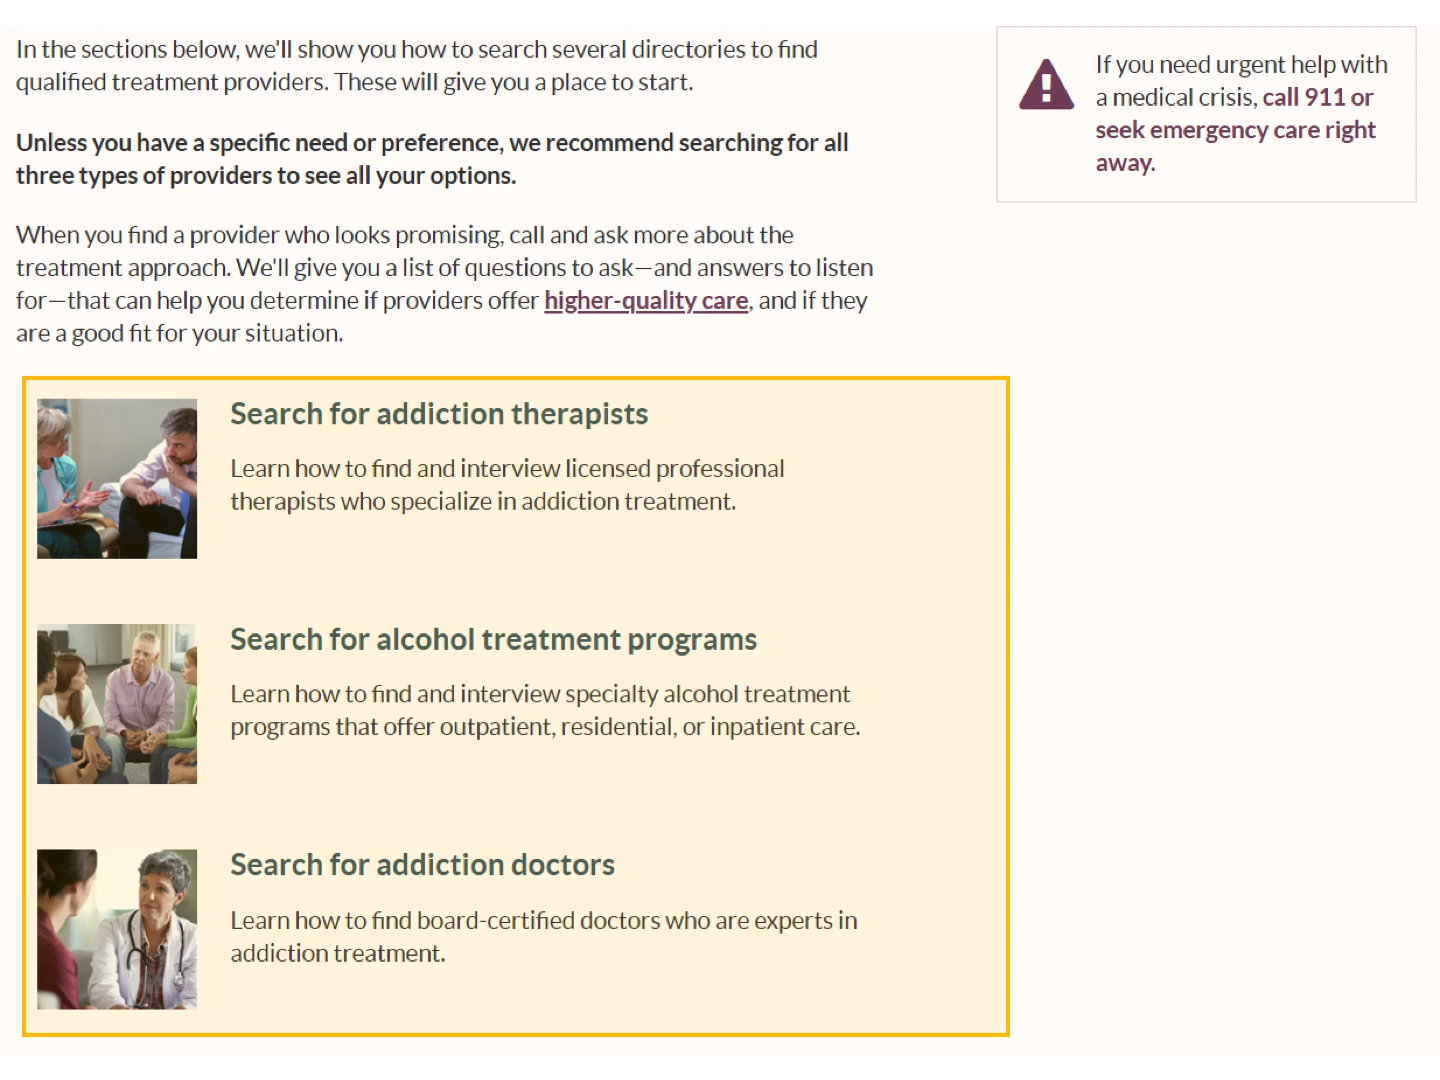 In the sections below, we'll show you how to search several directories to find
qualified treatment providers. These will give you a place to start.
Unless you have a specific need or preference, we recommend searching for all
three types of providers to see all your options.
When you find a provider who looks promising, call and ask more about the
treatment approach. We'll give you a list of questions to ask—and answers to listen
for—that can help you determine if providers offer higher-quality care, and if they
are a good fit for your situation.
If you need urgent help with
a medical crisis, call 911 or
seek emergency care right
away.
Search for addiction therapists
Learn how to find and interview licensed professional
therapists who specialize in addiction treatment.
Search for alcohol treatment programs
Learn how to find and interview specialty alcohol treatment
programs that offer outpatient, residential, or inpatient care.
Search for addiction doctors
Learn how to find board-certified doctors who are experts in
addiction treatment.